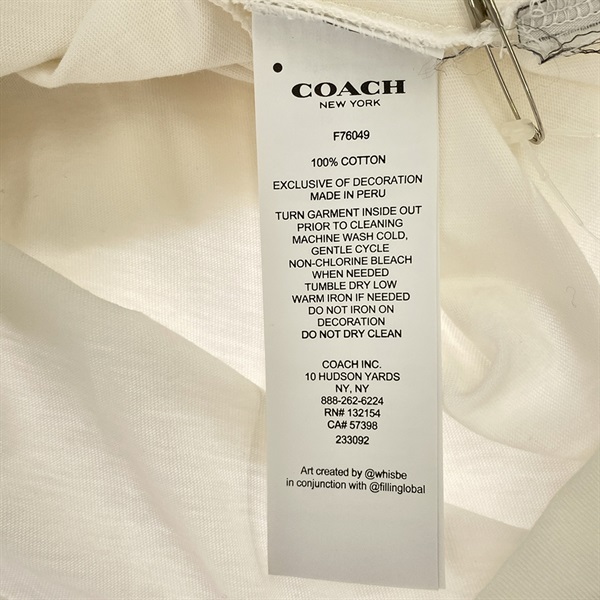 COACH
NEW YORK
F76049
100% COTTON
EXCLUSIVE OF DECORATION
MADE IN PERU
TURN GARMENT INSIDE OUT
PRIOR TO CLEANING
MACHINE WASH COLD,
GENTLE CYCLE
NON-CHLORINE BLEACH
WHEN NEEDED
TUMBLE DRY LOW
WARM IRON IF NEEDED
DO NOT IRON ON
DECORATION
DO NOT DRY CLEAN
COACH INC.
10 HUDSON YARDS
NY, NY
888-262-6224
RN# 132154
CA# 57398
233092
Art created by @whisbe
in conjunction with @fillinglobal